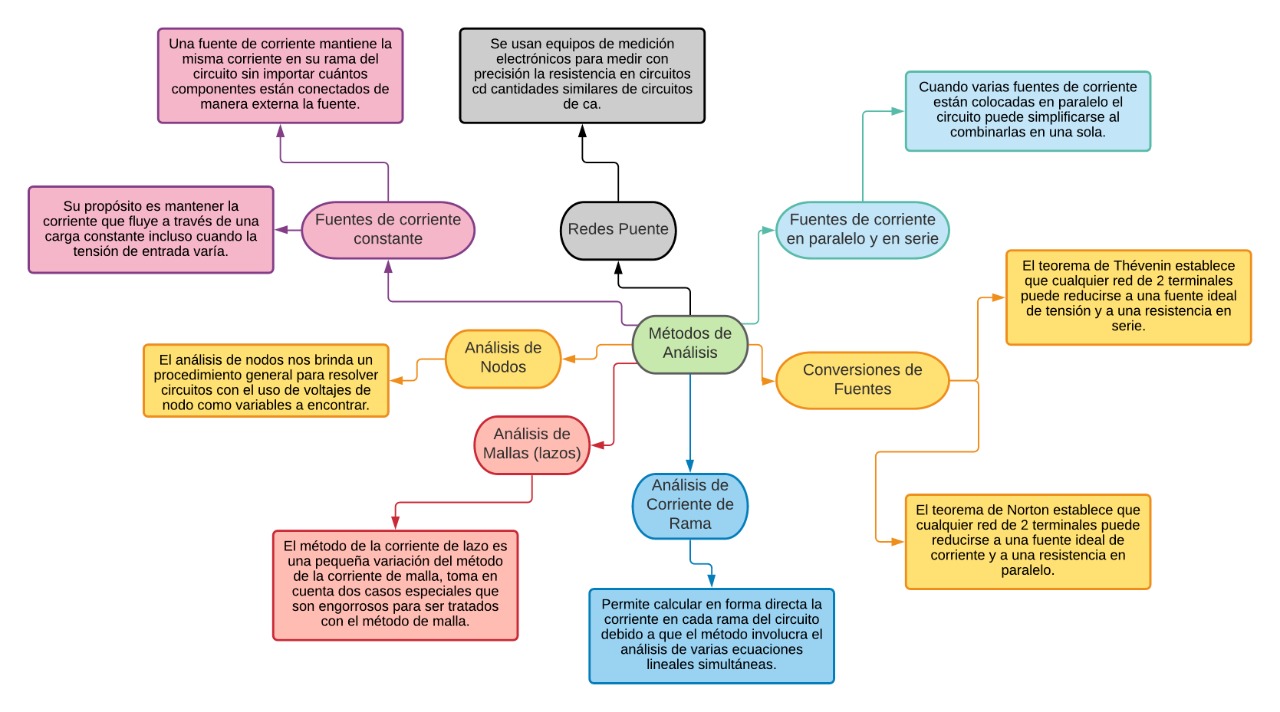 Una fuente de corriente mantiene la
misma corriente en su rama del
circuito sin importar cuántos
componentes están conectados de
manera externa la fuente.
Se usan equipos de medición
electrónicos para medir con
precisión la resistencia en circuitos
cd cantidades similares de circuitos
de ca.
Cuando varias fuentes de corriente
están colocadas en paralelo el
circuito puede simplificarse al
combinarlas en una sola.
Su propósito es mantener la
corriente que fluye a través de una
carga constante incluso cuando la
tensión de entrada varía.
Fuentes de corriente
constante
Redes Puente
Fuentes de corriente
en paralelo y en serie
El teorema de Thévenin establece
que cualquier red de 2 terminales
puede reducirse a una fuente ideal
de tensión y a una resistencia en
serie.
Métodos de
Análisis
Análisis de
Nodos
El análisis de nodos nos brinda un
procedimiento general para resolver
circuitos con el uso de voltajes de
nodo como variables a encontrar.
Conversiones de
Fuentes
Análisis de
Mallas (lazos)
Análisis de
Corriente de
Rama
El teorema de Norton establece que
cualquier red de 2 terminales puede
reducirse a una fuente ideal de
corriente y a una resistencia en
paralelo.
El método de la corriente de lazo es
una pequeña variación del método
de la corriente de malla, toma en
cuenta dos casos especiales que
son engorrosos para ser tratados
con el método de malla.
Permite calcular en forma directa la
corriente en cada rama del circuito
debido a que el método involucra el
análisis de varias ecuaciones
lineales simultáneas.